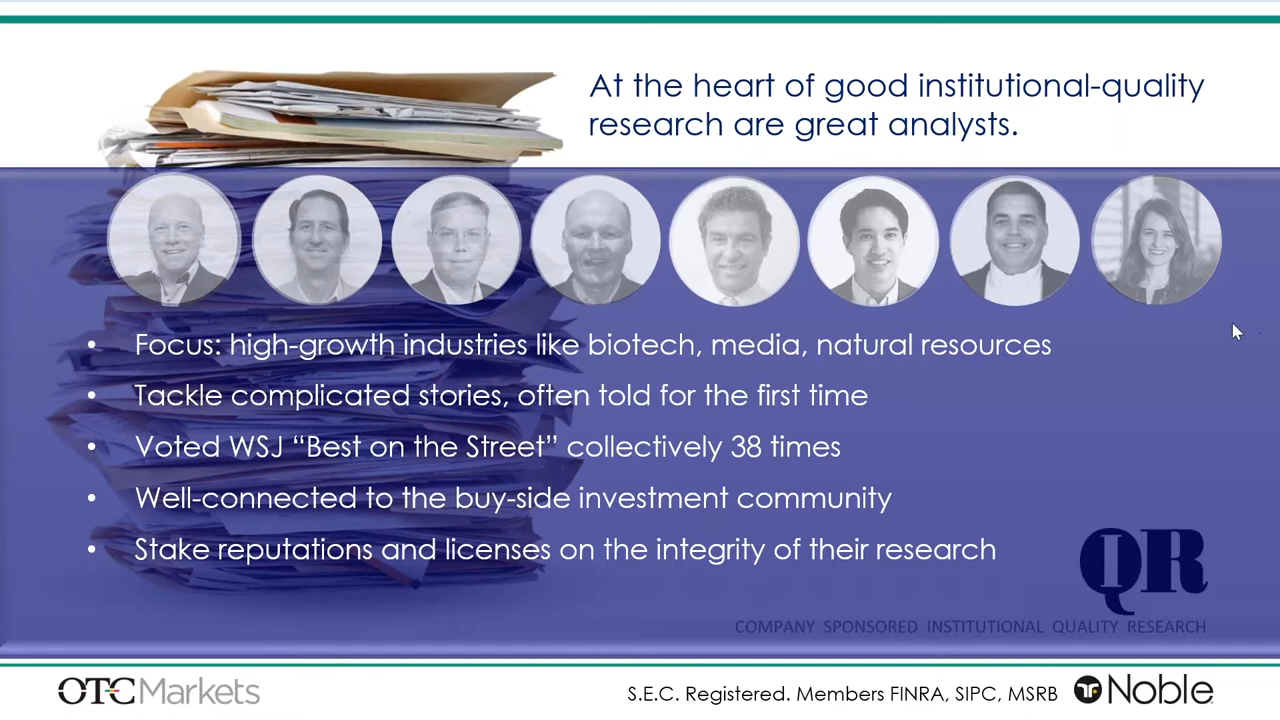 At the heart of good institutional-quality
research are great analysts.
• Focus: high-growth industries like biotech, media, natural resources
• Tackle complicated stories, often told for the first time
• Voted WSJ “Best on the Street” collectively 38 times
• Well-connected to the buy-side investment community
• Stake reputations and licenses on the integrity of their research
QIR
COMPANY SPONSORED INSTITUTIONAL QUALITY RESEARCH
OTC Markets
S.E.C. Registered. Members FINRA, SIPC, MSRB
Noble